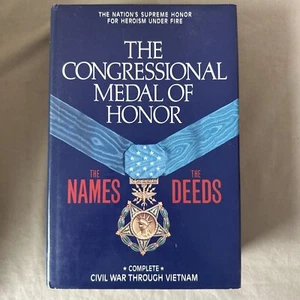 THE NATION'S SUPREME HONOR
FOR HEROISM UNDER FIRE
THE
CONGRESSIONAL
MEDAL OF
HONOR
THE NAMES
THE DEEDS
★ COMPLETE ★
CIVIL WAR THROUGH VIETNAM